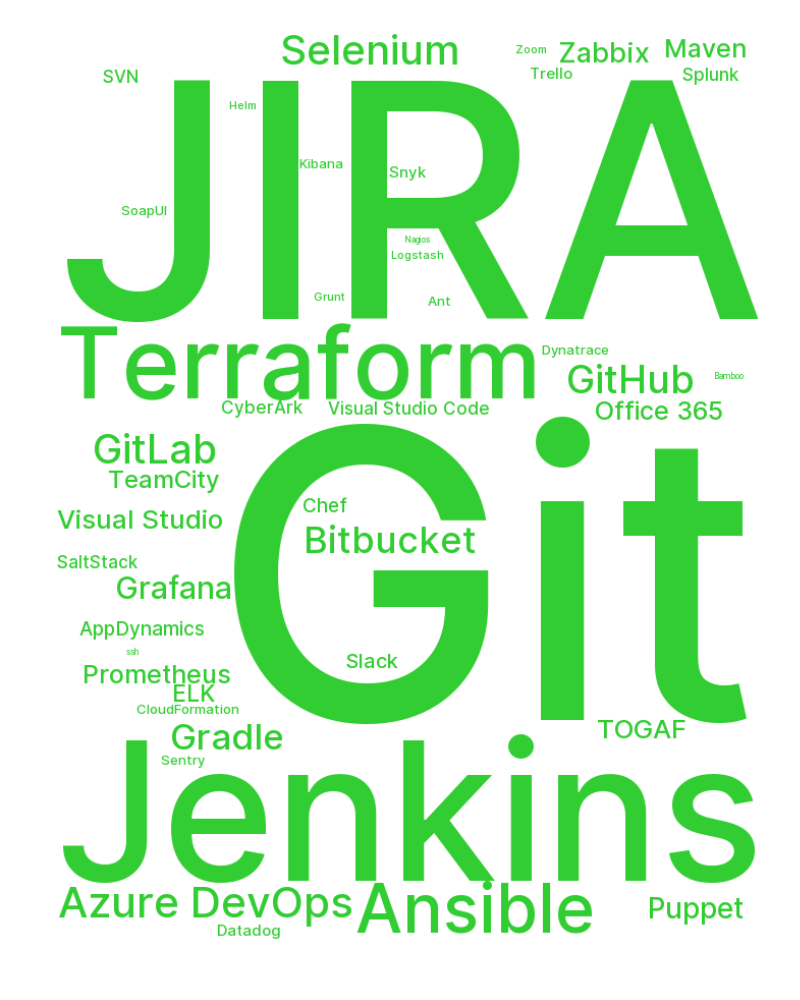 Selenium
Zoom
Zabbix
Maven
SVN
Trello
Splunk
JIRA
Helm
Kibana
Snyk
SoapUI
Nagios
Logstash
Grunt
Ant
Terraform
Dynatrace
GitHub
Bamboo
CyberArk
Visual Studio Code
Office 365
Git
GitLab
TeamCity
Chef
Visual Studio
Bitbucket
SaltStack
Grafana
AppDynamics
ssh
Slack
Prometheus
ELK
CloudFormation
TOGAF
Gradle
Sentry
Jenkins
Azure DevOps
Ansible
Puppet
Datadog